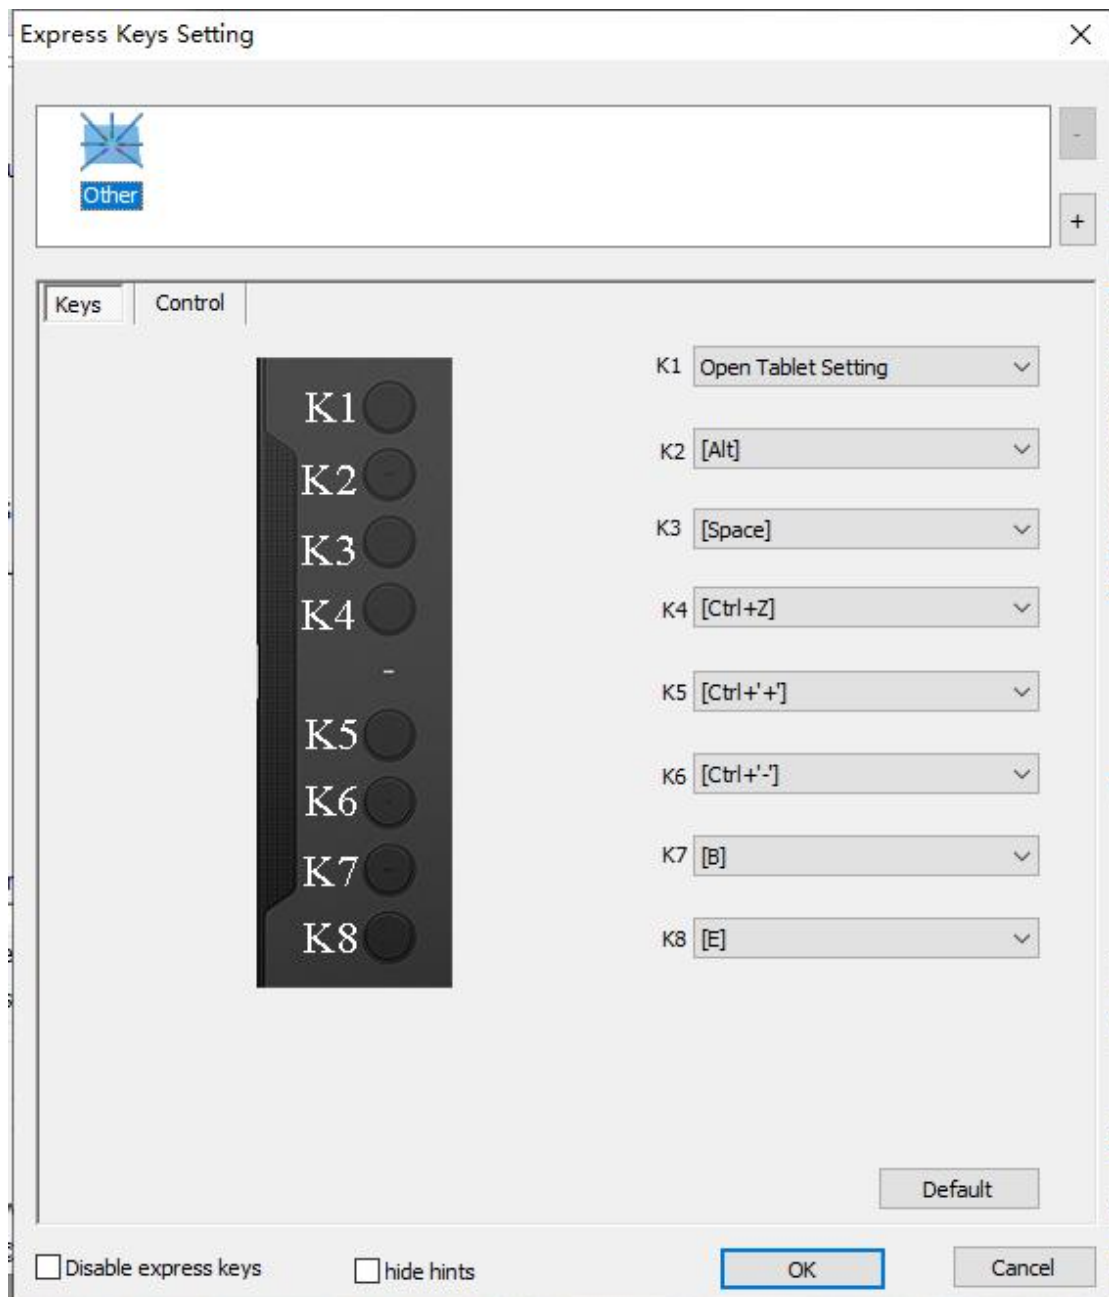 Express Keys Setting
Other
-
+
Keys Control
K1 K1 Open Tablet Setting
K2 K2 [Alt]
K3 K3 [Space]
K4 K4 [Ctrl+Z]
K5 K5 [Ctrl+'+']
K6 K6 [Ctrl+'-']
K7 K7 [B]
K8 K8 [E]
Default
Disable express keys hide hints OK Cancel